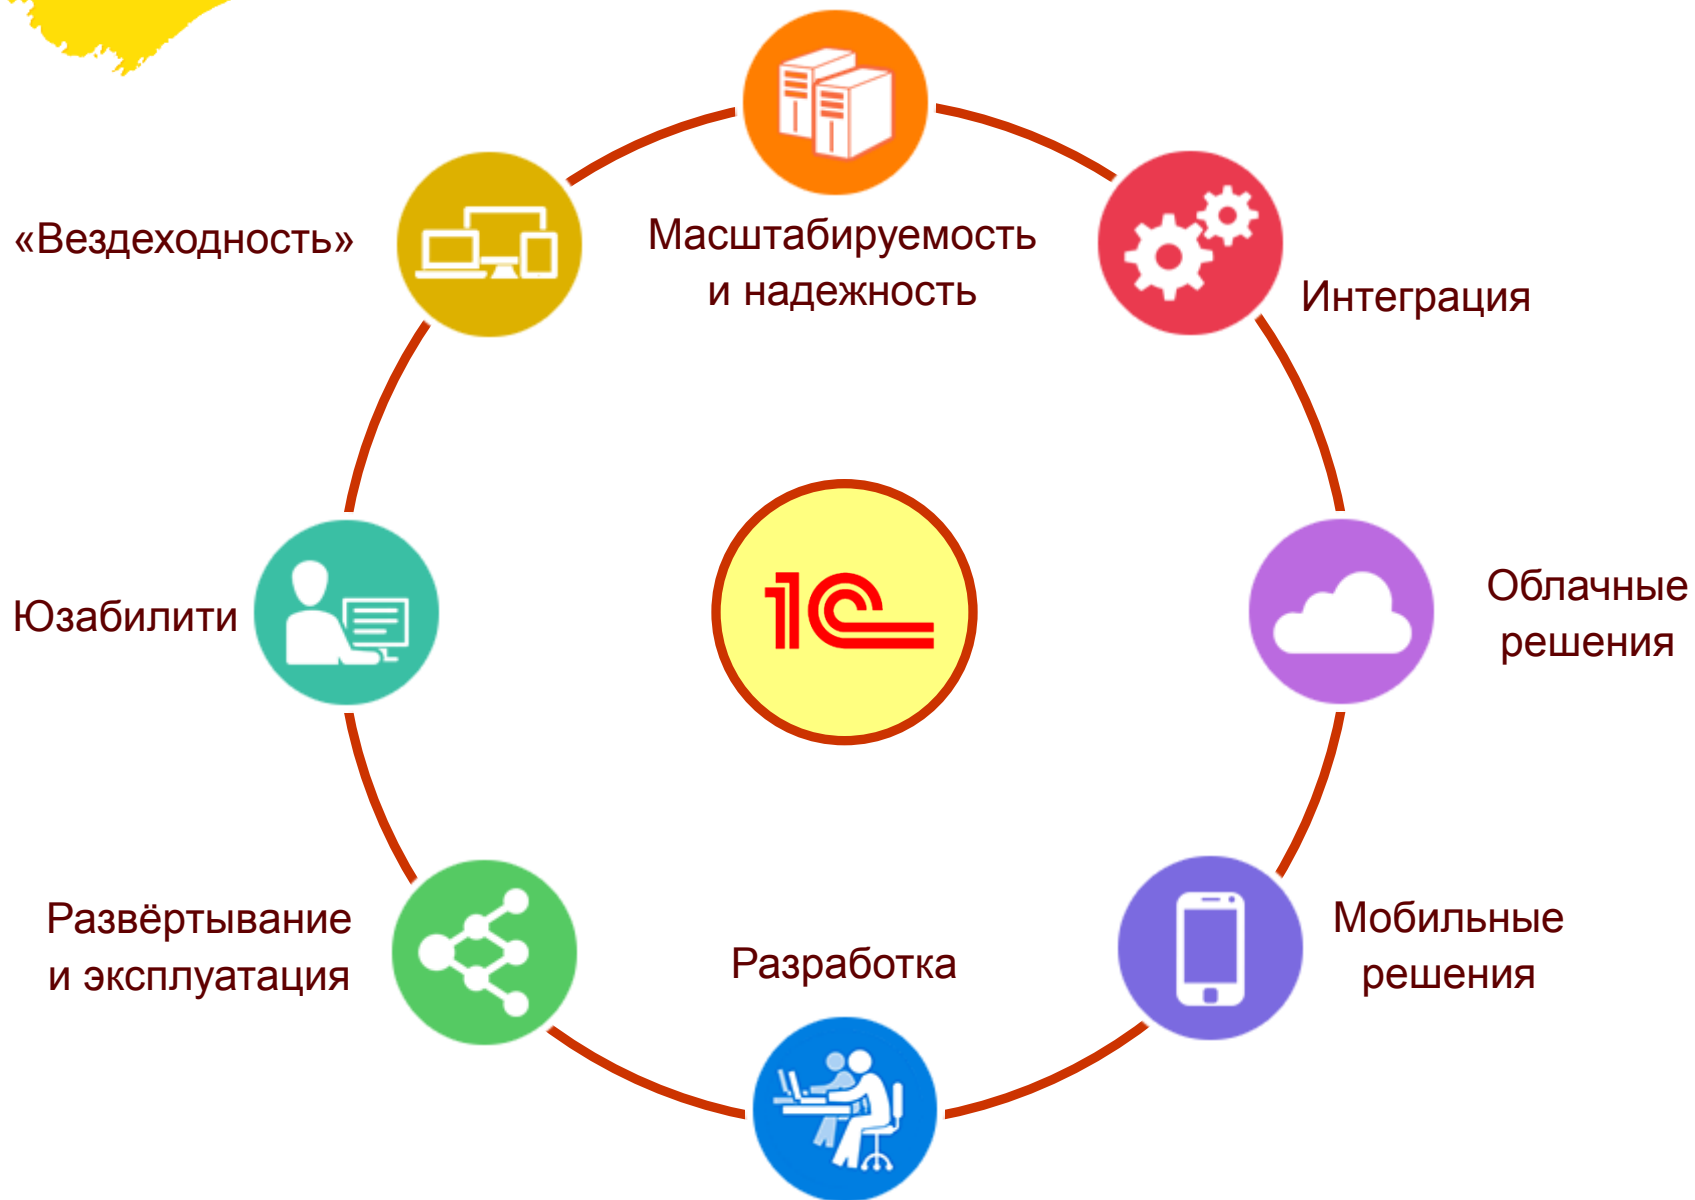 Масштабируемость
и надежность
«Вездеходность»
Интеграция
1С
Юзабилити
Облачные
решения
Развёртывание
и эксплуатация
Разработка
Мобильные
решения